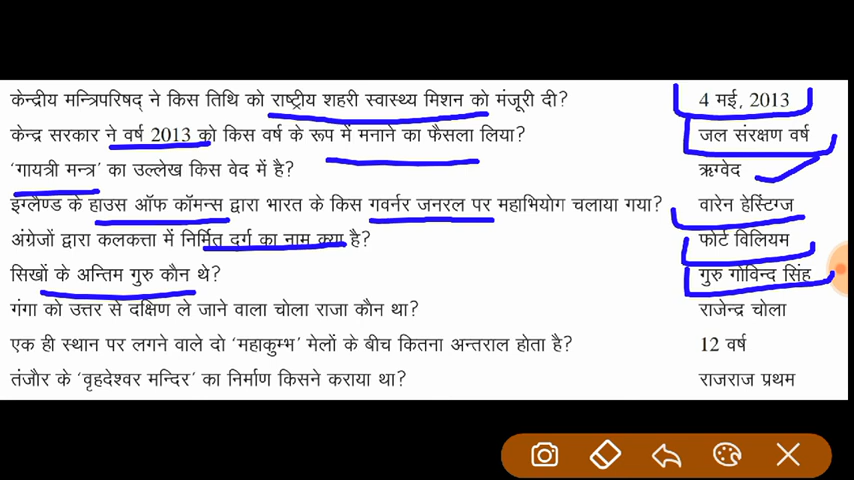 केन्द्रीय मन्त्रिपरिषद् ने किस तिथि को राष्ट्रीय शहरी स्वास्थ्य मिशन को मंजूरी दी? 4 मई, 2013
केन्द्र सरकार ने वर्ष 2013 को किस वर्ष के रूप में मनाने का फैसला लिया? जल संरक्षण वर्ष
'गायत्री मन्त्र' का उल्लेख किस वेद में है? ऋग्वेद
इंग्लैण्ड के हाउस ऑफ कॉमन्स द्वारा भारत के किस गवर्नर जनरल पर महाभियोग चलाया गया? वारेन हेस्टिंग्ज
अंग्रेजों द्वारा कलकत्ता में निर्मित दुर्ग का नाम क्या है? फोर्ट विलियम
सिखों के अन्तिम गुरु कौन थे? गुरु गोविन्द सिंह
गंगा को उत्तर से दक्षिण ले जाने वाला चोला राजा कौन था? राजेन्द्र चोला
एक ही स्थान पर लगने वाले दो 'महाकुम्भ' मेलों के बीच कितना अन्तराल होता है? 12 वर्ष
तंजौर के 'वृहदेश्वर मन्दिर' का निर्माण किसने कराया था? राजराज प्रथम